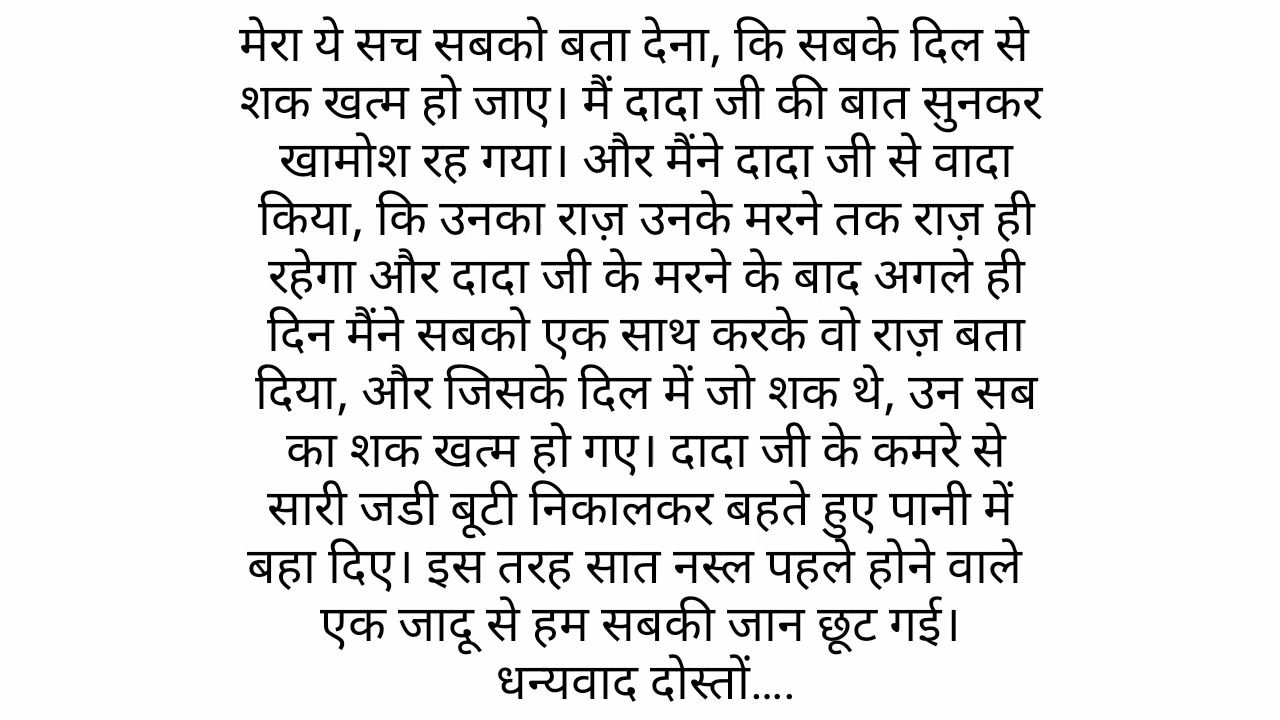 मेरा ये सच सबको बता देना, कि सबके दिल से
शक खत्म हो जाए। मैं दादा जी की बात सुनकर
खामोश रह गया। और मैंने दादा जी से वादा
किया, कि उनका राज़ उनके मरने तक राज़ ही
रहेगा और दादा जी के मरने के बाद अगले ही
दिन मैंने सबको एक साथ करके वो राज़ बता
दिया, और जिसके दिल में जो शक थे, उन सब
का शक खत्म हो गए। दादा जी के कमरे से
सारी जडी बूटी निकालकर बहते हुए पानी में
बहा दिए। इस तरह सात नस्ल पहले होने वाले
एक जादू से हम सबकी जान छूट गई।
धन्यवाद दोस्तों....